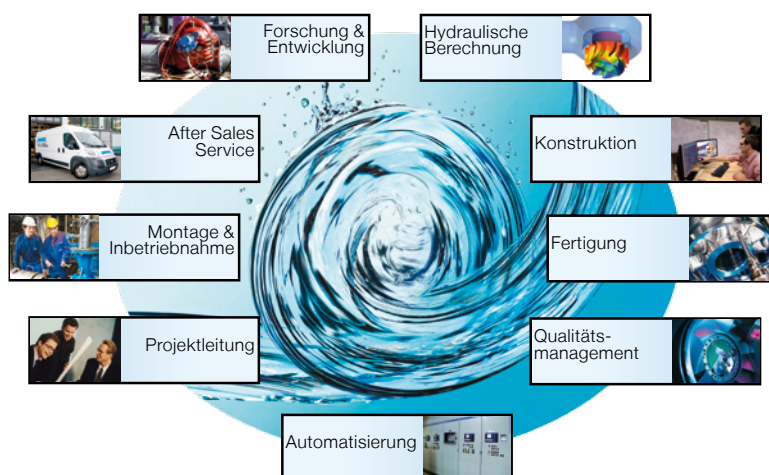 Forschung &
Entwicklung
Hydraulische
Berechnung
After Sales
Service
Konstruktion
Montage &
Inbetriebnahme
Fertigung
Projektleitung
Qualitäts-
management
Automatisierung